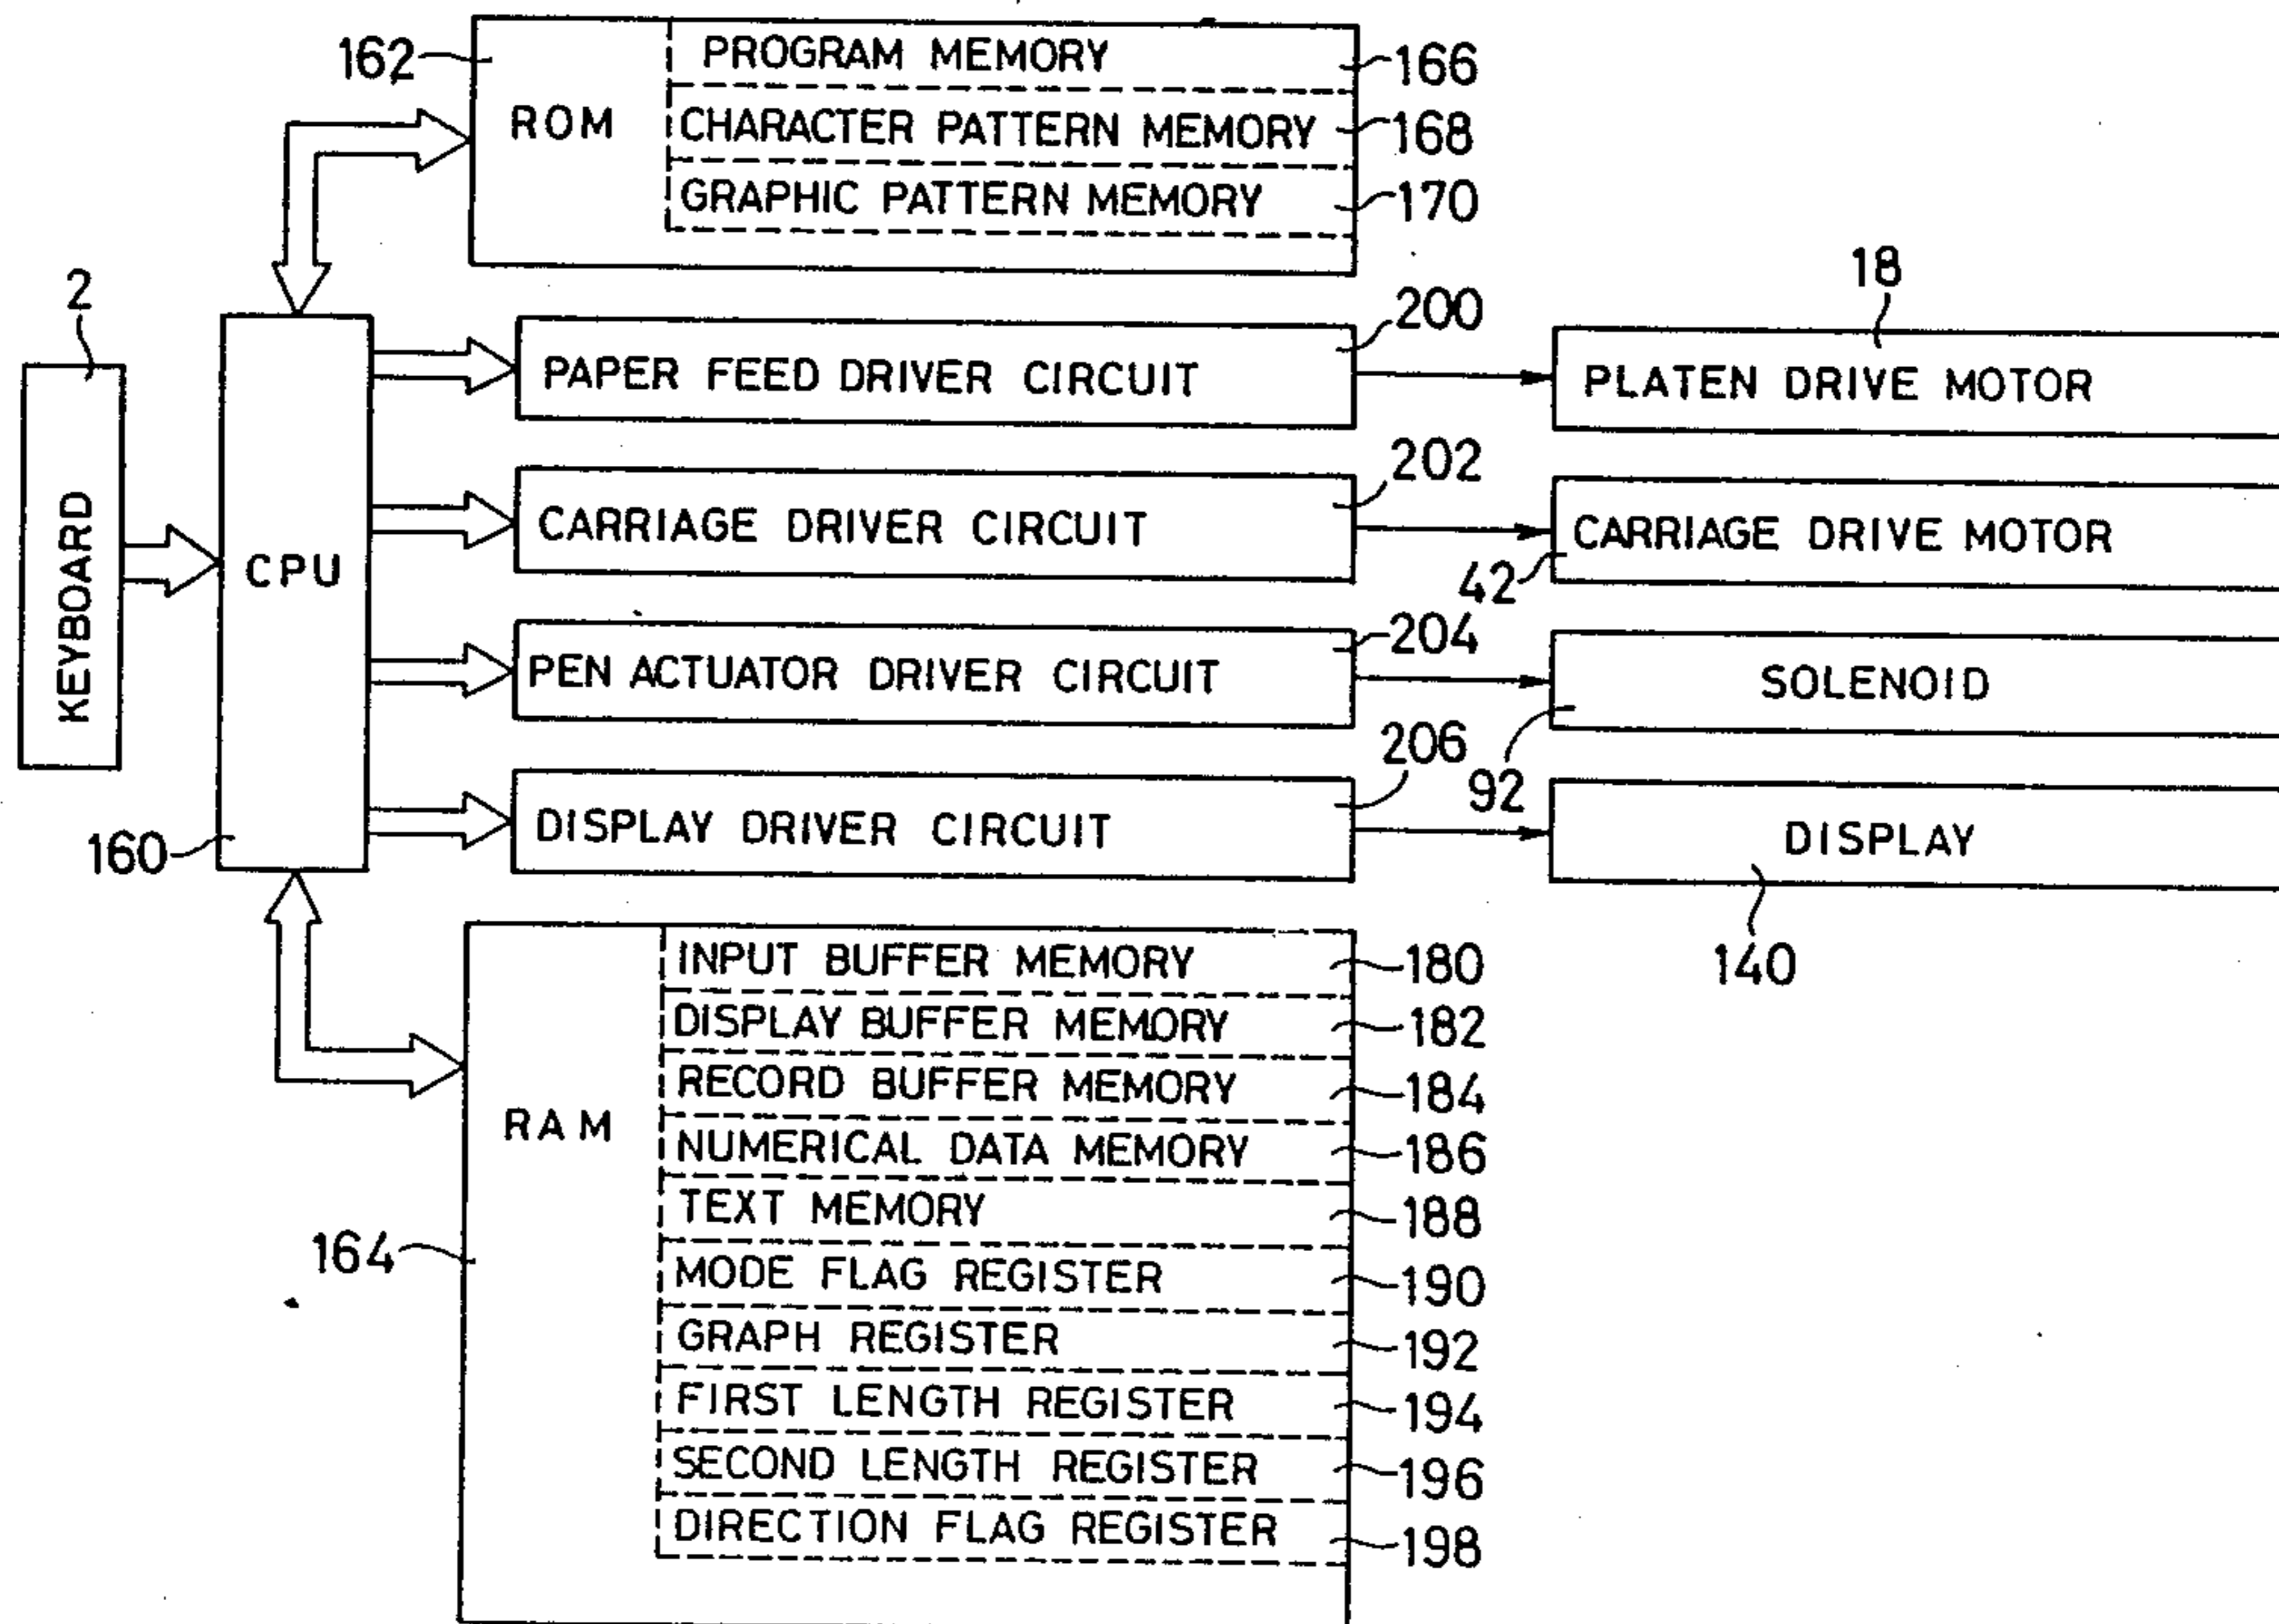 162
ROM
PROGRAM MEMORY
166
CHARACTER PATTERN MEMORY
168
GRAPHIC PATTERN MEMORY
170
2
KEYBOARD
CPU
160
PAPER FEED DRIVER CIRCUIT
200
18
PLATEN DRIVE MOTOR
CARRIAGE DRIVER CIRCUIT
202
CARRIAGE DRIVE MOTOR
42
PEN ACTUATOR DRIVER CIRCUIT
204
SOLENOID
92
DISPLAY DRIVER CIRCUIT
206
DISPLAY
140
RAM
164
INPUT BUFFER MEMORY
180
DISPLAY BUFFER MEMORY
182
RECORD BUFFER MEMORY
184
NUMERICAL DATA MEMORY
186
TEXT MEMORY
188
MODE FLAG REGISTER
190
GRAPH REGISTER
192
FIRST LENGTH REGISTER
194
SECOND LENGTH REGISTER
196
DIRECTION FLAG REGISTER
198